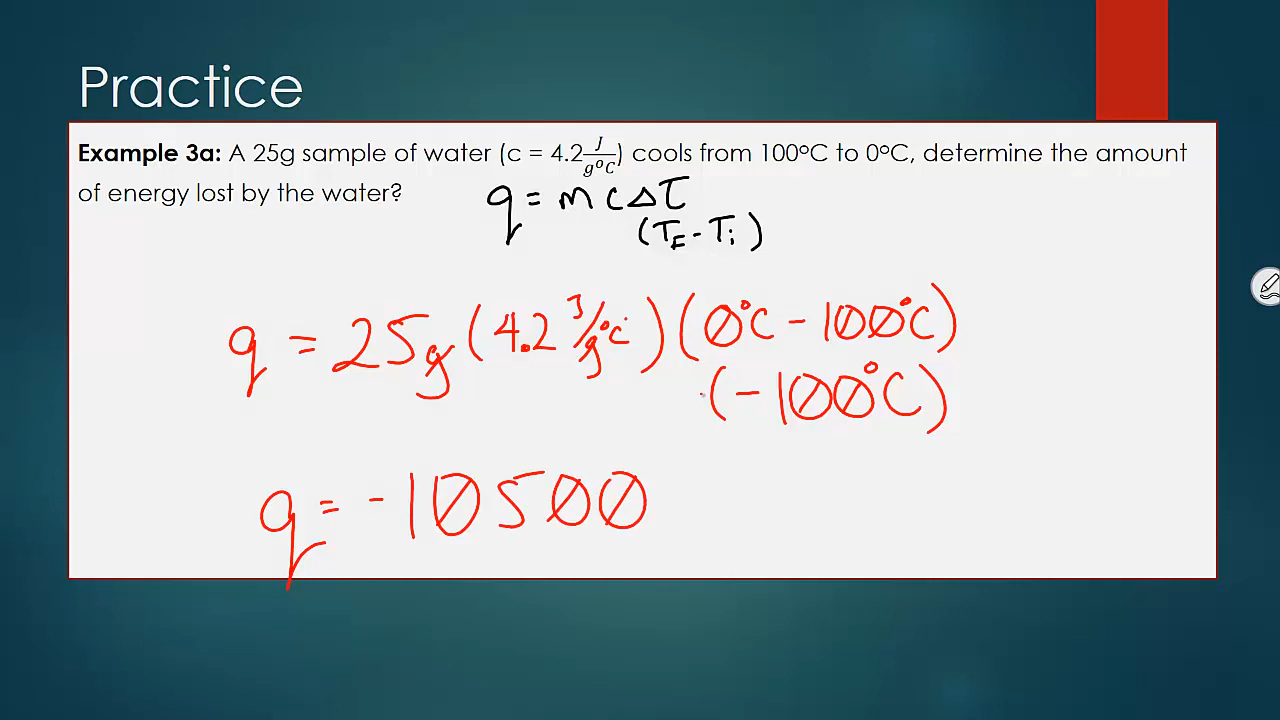 Practice
Example 3a: A 25g sample of water (c = 4.2 J/g°C) cools from 100°C to 0°C, determine the amount
of energy lost by the water?
q = mcΔT
(TF - Ti)
q = 25g (4.2 J/g°C) (0°C - 100°C)
(-100°C)
q = -10500